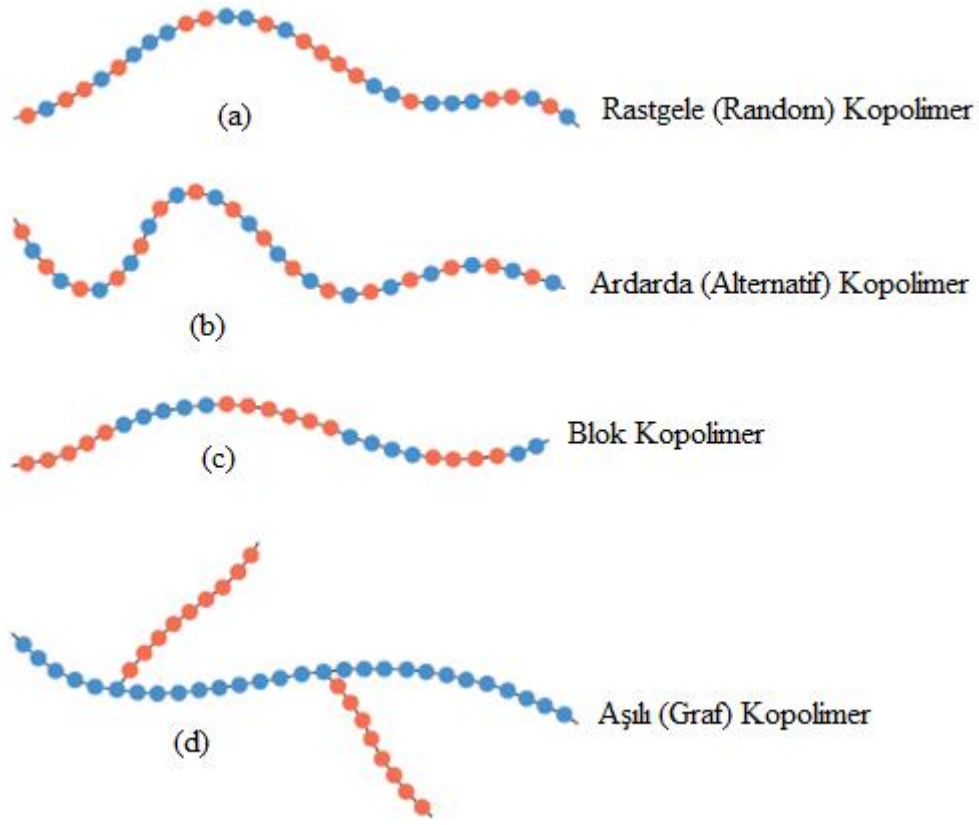 (a)
Rastgele (Random) Kopolimer
(b)
Ardarda (Alternatif) Kopolimer
(c)
Blok Kopolimer
(d)
Aşılı (Graf) Kopolimer